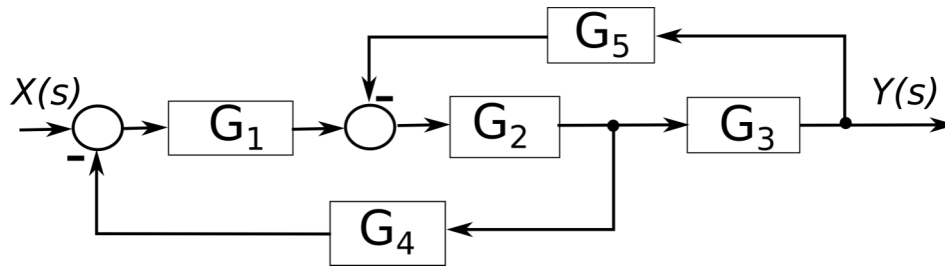 G₅
X(s)
-
Y(s)
G₁
G₂
G₃
-
G₄